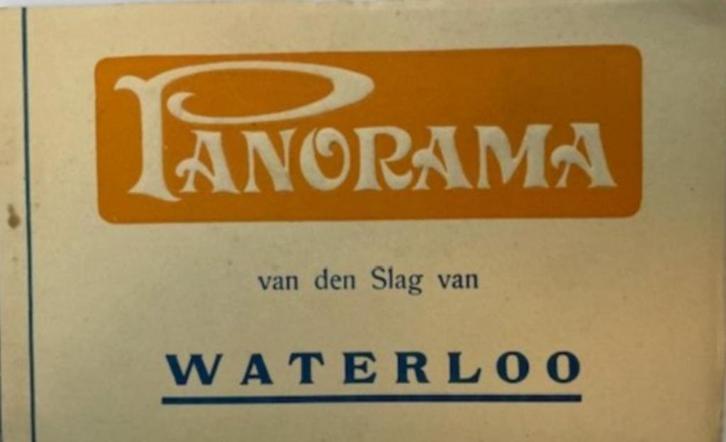 PANORAMA
van den Slag van
WATERLOO